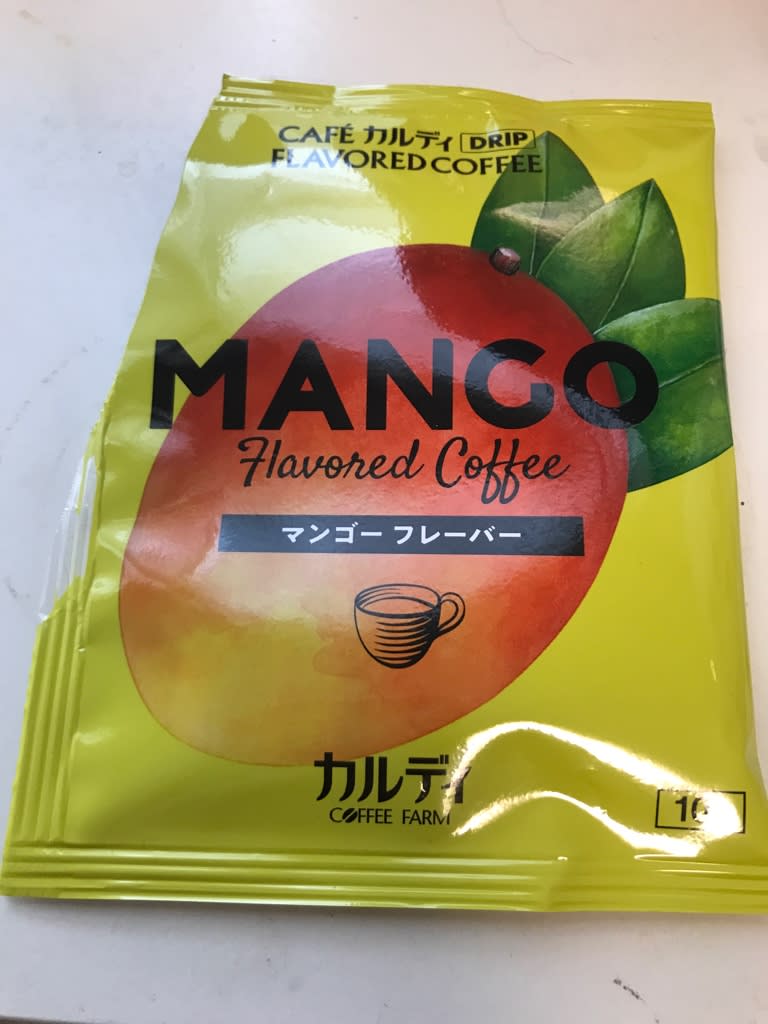 CAFÉ カルディ DRIP
FLAVORED COFFEE
MANGO
Flavored Coffee
マンゴー フレーバー
カルディ
COFFEE FARM